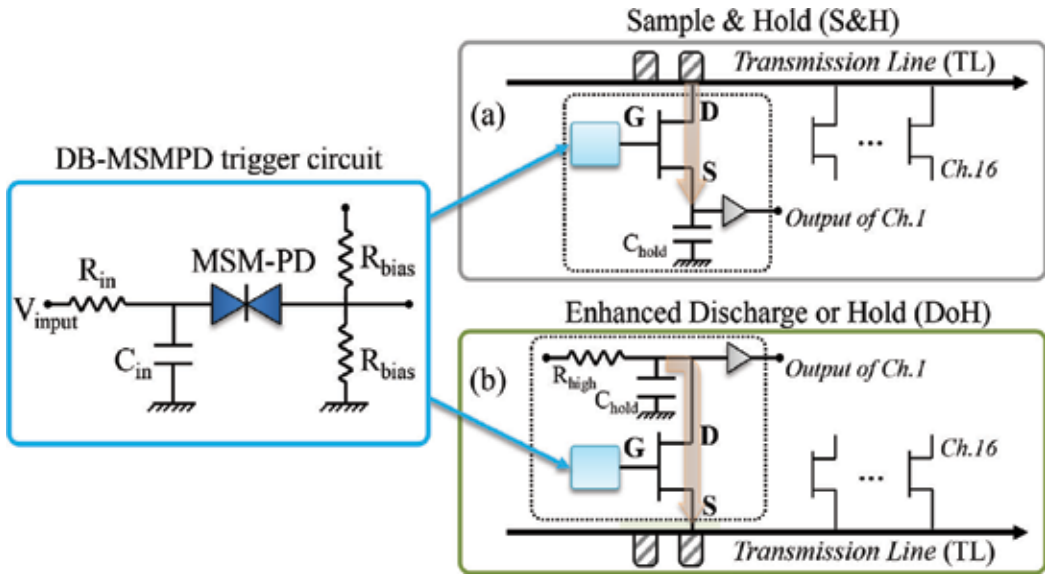 Sample & Hold (S&H)
Transmission Line (TL)
(a)
G
D
S
Ch.16
Output of Ch.1
C_hold
DB-MSMPD trigger circuit
R_in
MSM-PD
R_bias
V_input
C_in
R_bias
Enhanced Discharge or Hold (DoH)
(b)
R_high
C_hold
Output of Ch.1
G
D
S
Ch.16
Transmission Line (TL)